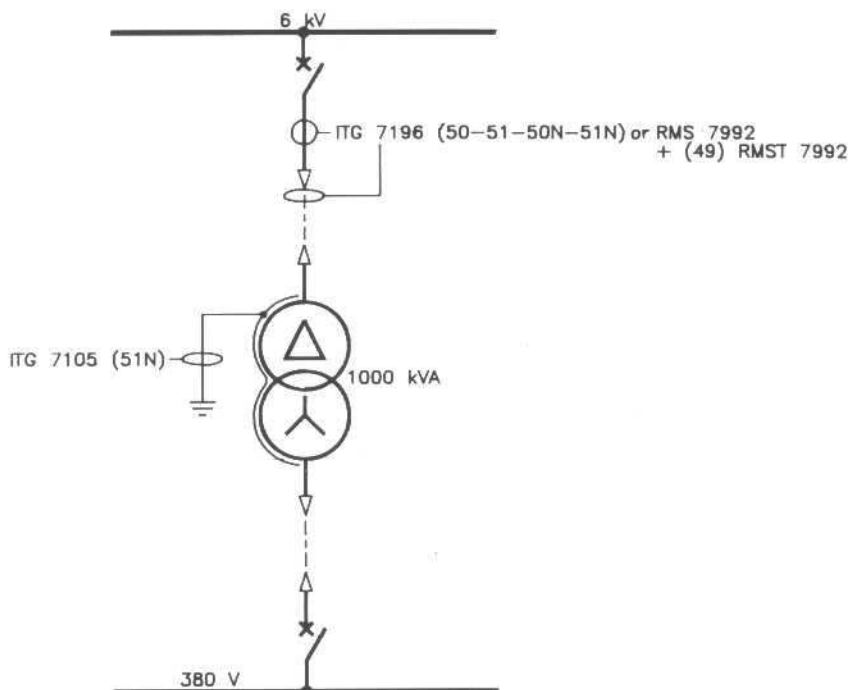 6 kV
ITG 7196 (50-51-50N-51N) or RMS 7992
+ (49) RMST 7992
ITG 7105 (51N)
1000 kVA
380 V